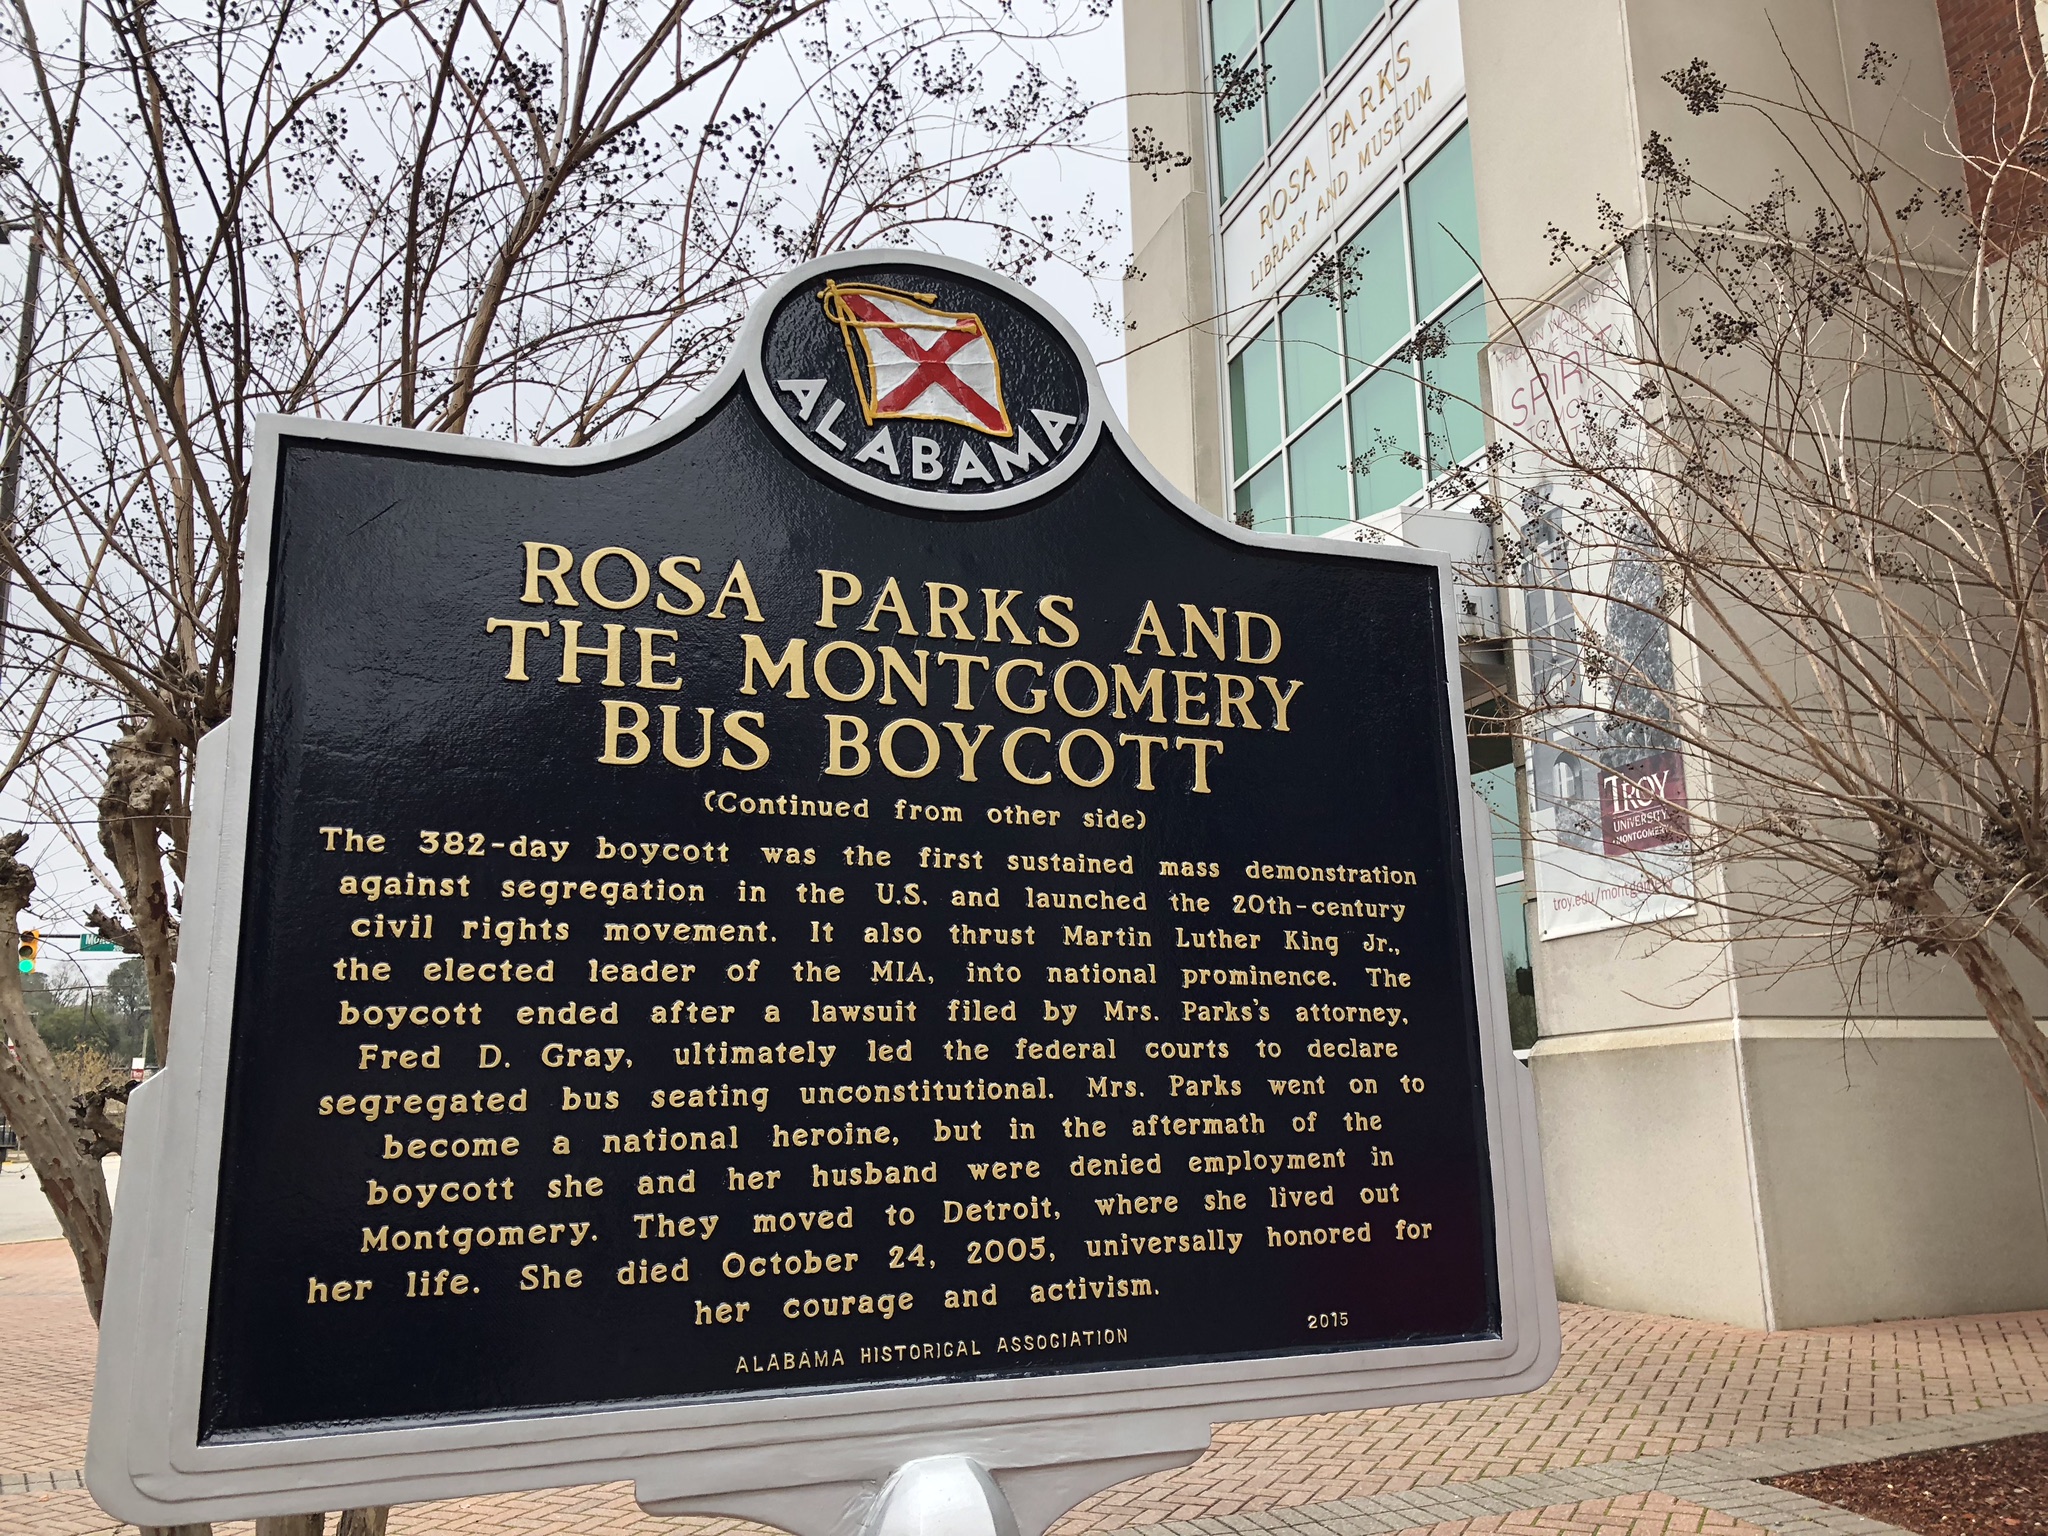 ROSA PARKS
LIBRARY AND MUSEUM
ALABAMA
ROSA PARKS AND
THE MONTGOMERY
BUS BOYCOTT
(Continued from other side)
The 382-day boycott was the first sustained mass demonstration
against segregation in the U.S. and launched the 20th-century
civil rights movement. It also thrust Martin Luther King Jr.,
the elected leader of the MIA, into national prominence. The
boycott ended after a lawsuit filed by Mrs. Parks's attorney,
Fred D. Gray, ultimately led the federal courts to declare
segregated bus seating unconstitutional. Mrs. Parks went on to
become a national heroine, but in the aftermath of the
boycott she and her husband were denied employment in
Montgomery. They moved to Detroit, where she lived out
her life. She died October 24, 2005, universally honored for
her courage and activism.
ALABAMA HISTORICAL ASSOCIATION
2015
SPIRIT
TROY
UNIVERSITY
MONTGOMERY
troy.edu/montgomery